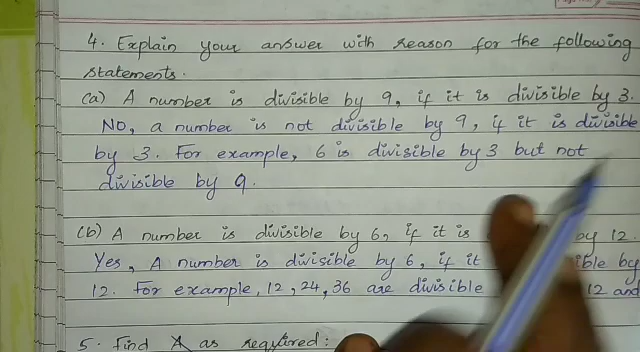 4. Explain your answer with reason for the following
statements.
(a) A number is divisible by 9, if it is divisible by 3.
NO, a number is not divisible by 9, if it is divisible
by 3. For example, 6 is divisible by 3 but not
divisible by 9.
(b) A number is divisible by 6, if it is by 12.
Yes, A number is divisible by 6, if it ible by
12. For example, 12, 24, 36 are divisible 12 and
5. Find A as required: